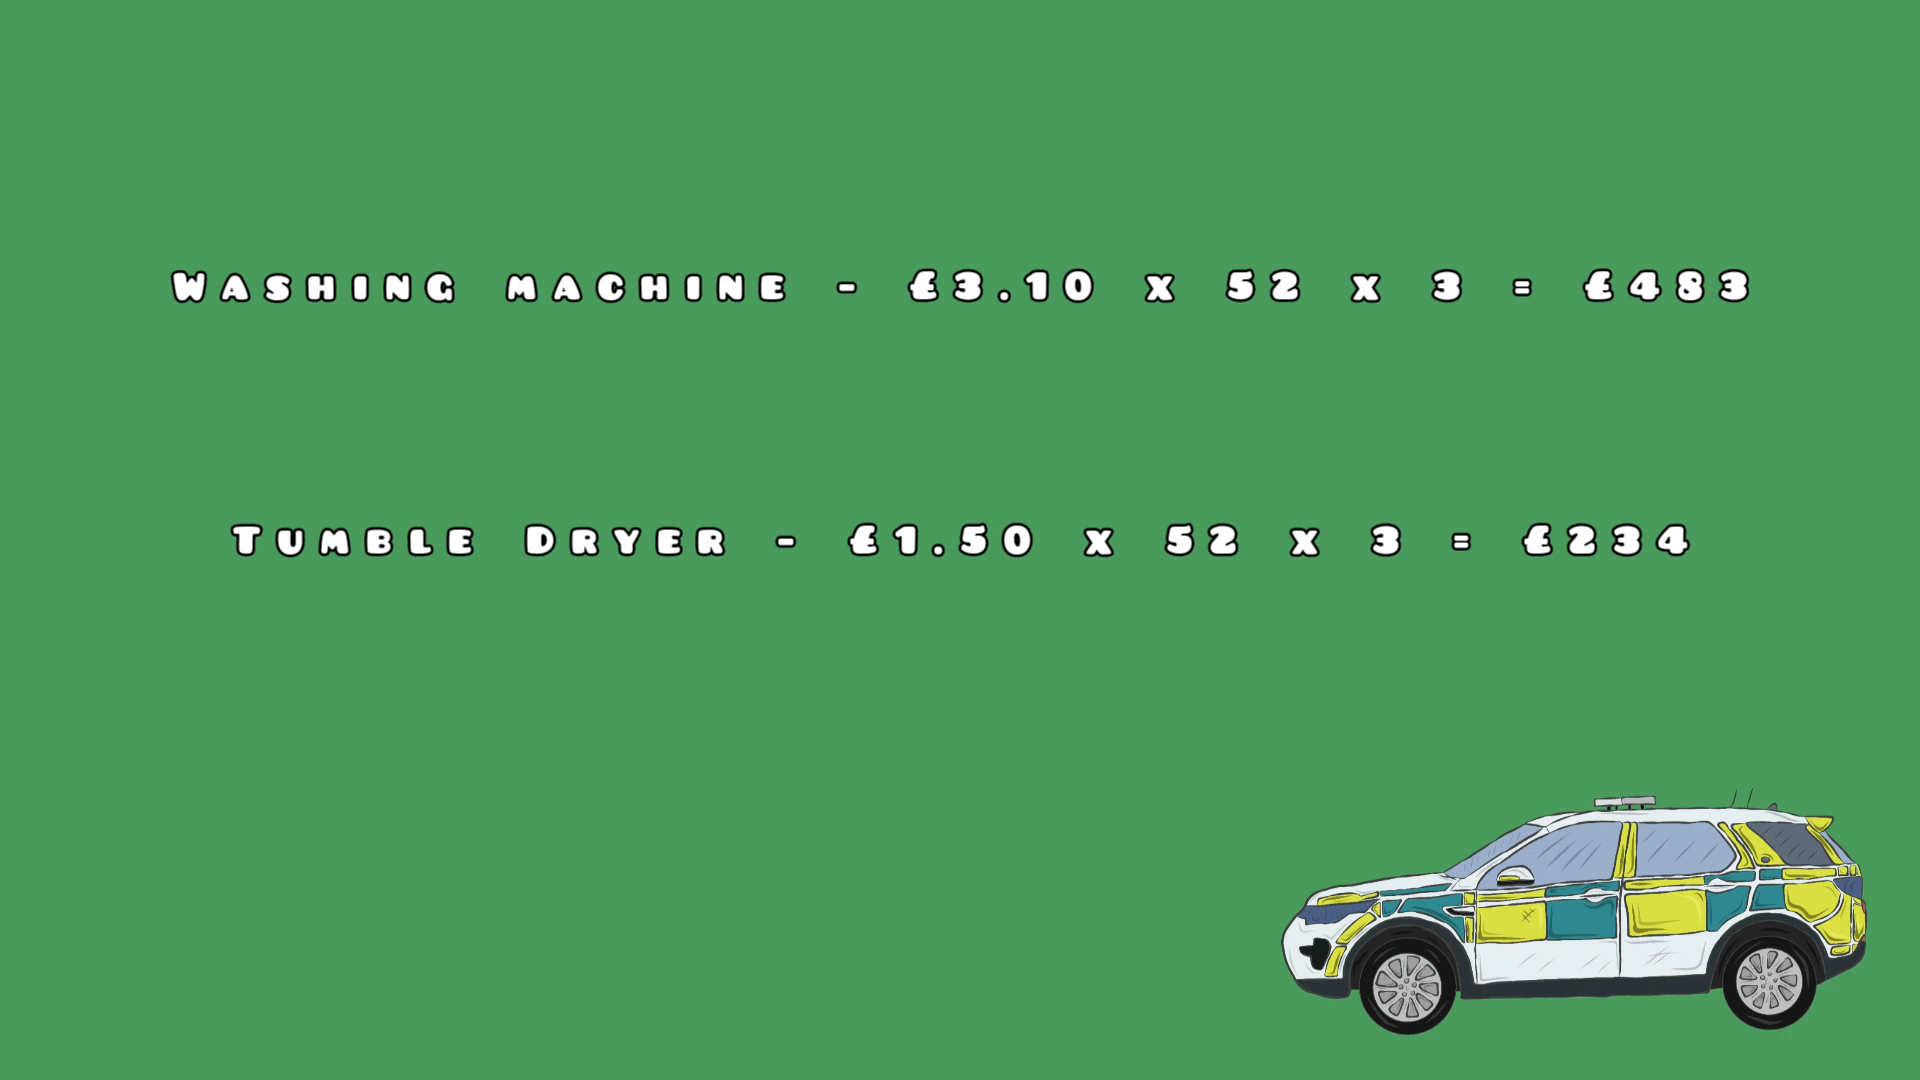 Washing machine - £3.10 x 52 x 3 = £483
Tumble Dryer - £1.50 x 52 x 3 = £234